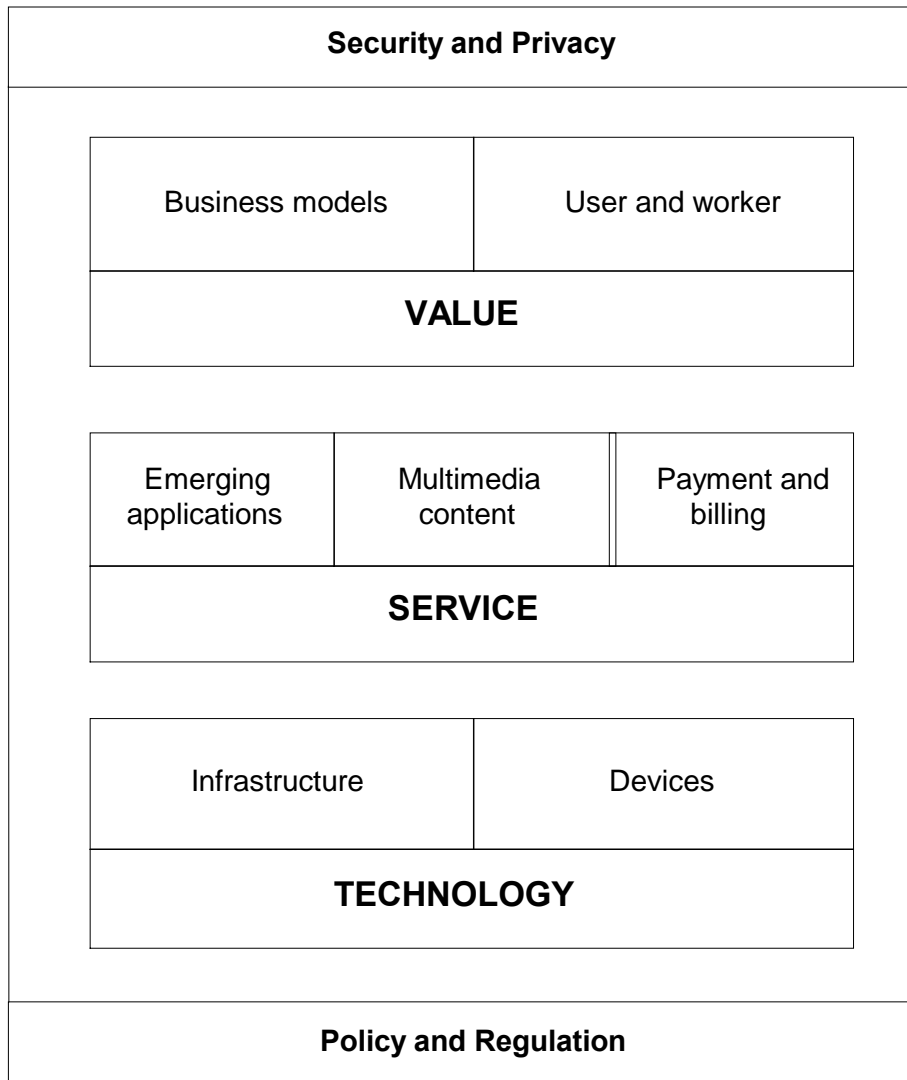 Security and Privacy
Business models
User and worker
VALUE
Emerging
applications
Multimedia
content
Payment and
billing
SERVICE
Infrastructure
Devices
TECHNOLOGY
Policy and Regulation